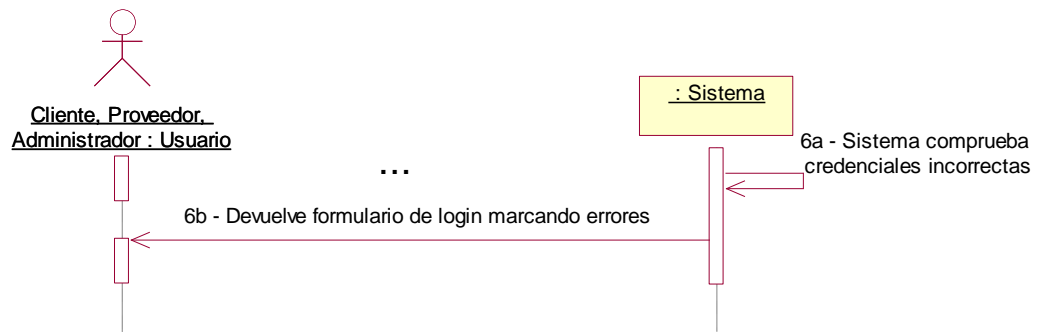 Cliente, Proveedor,
Administrador : Usuario
: Sistema
6a - Sistema comprueba
credenciales incorrectas
...
6b - Devuelve formulario de login marcando errores